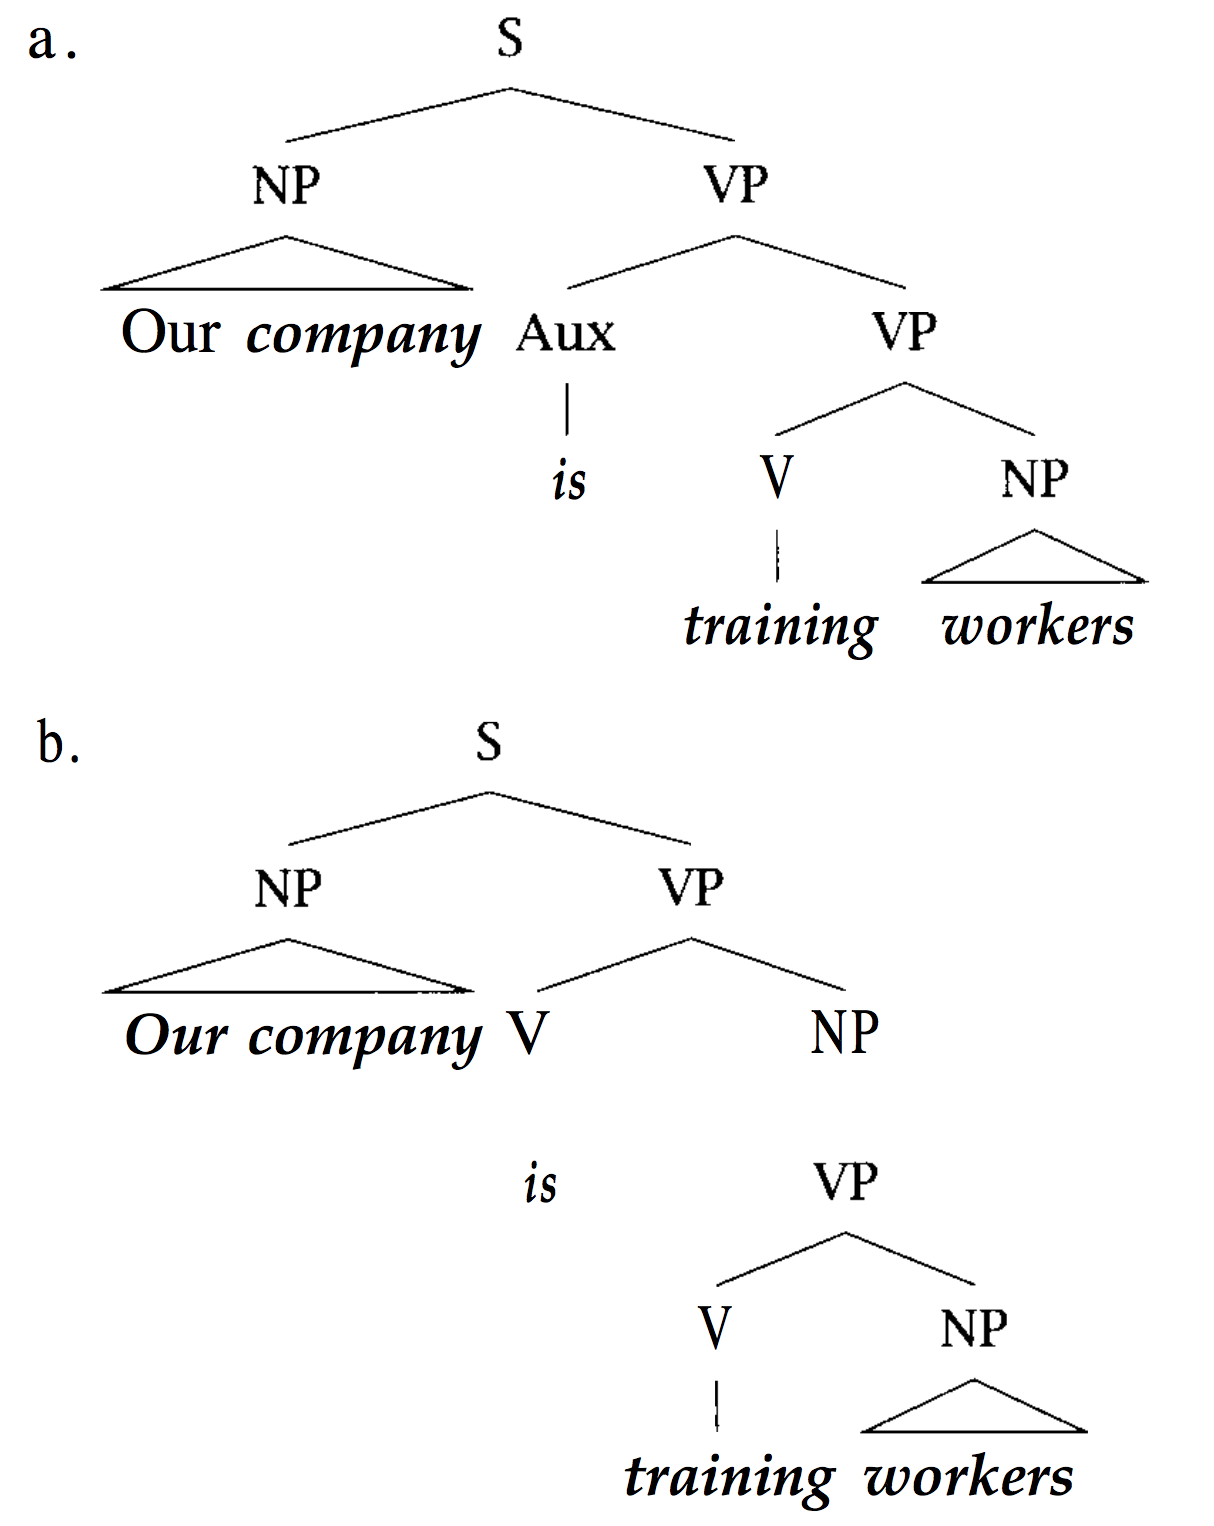 a.
S
NP VP
Our company Aux VP
is V NP
training workers
b.
S
NP VP
Our company V NP
is VP
V NP
training workers